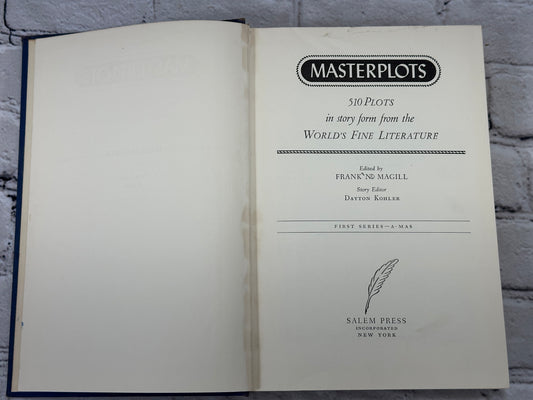 MASTERPLOTS
510 PLOTS
in story form from the
WORLD'S FINE LITERATURE
Edited by
FRANK N. MAGILL
Story Editor
DAYTON KOHLER
FIRST SERIES—A-MAS
SALEM PRESS
INCORPORATED
NEW YORK